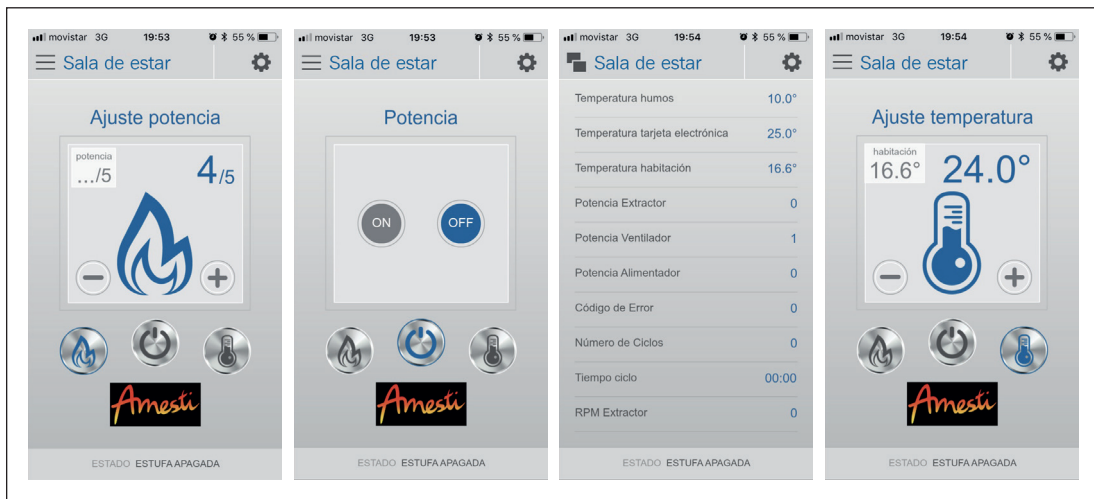 movistar 3G 19:53 55 %
Sala de estar
Ajuste potencia
potencia
.../5
4/5
Amesti
ESTADO ESTUFA APAGADA
movistar 3G 19:53 55 %
Sala de estar
Potencia
ON OFF
Amesti
ESTADO ESTUFA APAGADA
movistar 3G 19:54 55 %
Sala de estar
Temperatura humos 10.0°
Temperatura tarjeta electrónica 25.0°
Temperatura habitación 16.6°
Potencia Extractor 0
Potencia Ventilador 1
Potencia Alimentador 0
Código de Error 0
Número de Ciclos 0
Tiempo ciclo 00:00
RPM Extractor 0
ESTADO ESTUFA APAGADA
movistar 3G 19:54 55 %
Sala de estar
Ajuste temperatura
habitación
16.6° 24.0°
Amesti
ESTADO ESTUFA APAGADA